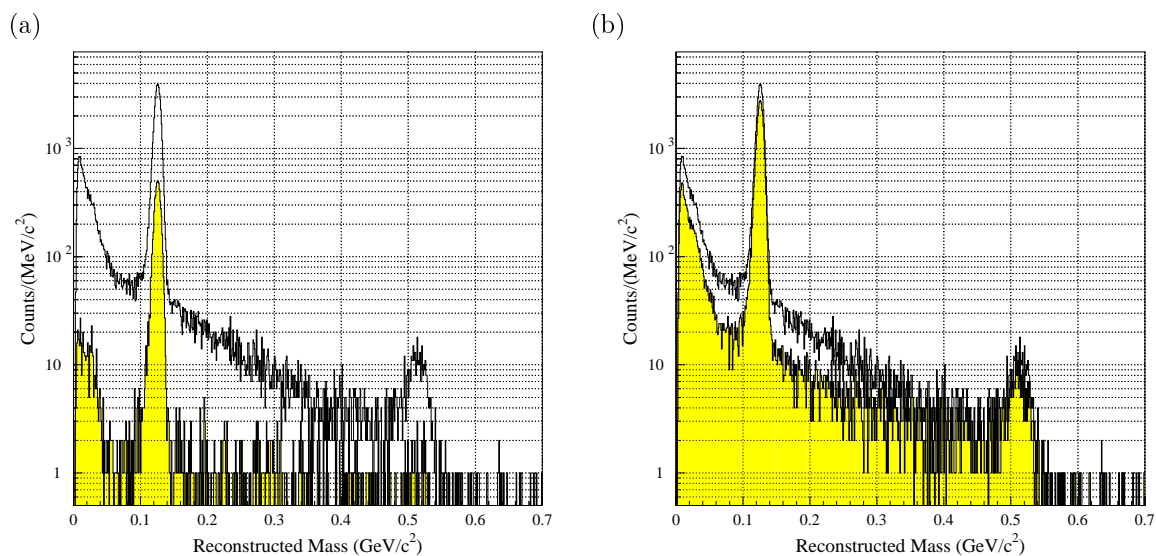 (a)
(b)
Counts/(MeV/c²)
10³
10²
10
1
0 0.1 0.2 0.3 0.4 0.5 0.6 0.7
Reconstructed Mass (GeV/c²)
Counts/(MeV/c²)
10³
10²
10
1
0 0.1 0.2 0.3 0.4 0.5 0.6 0.7
Reconstructed Mass (GeV/c²)